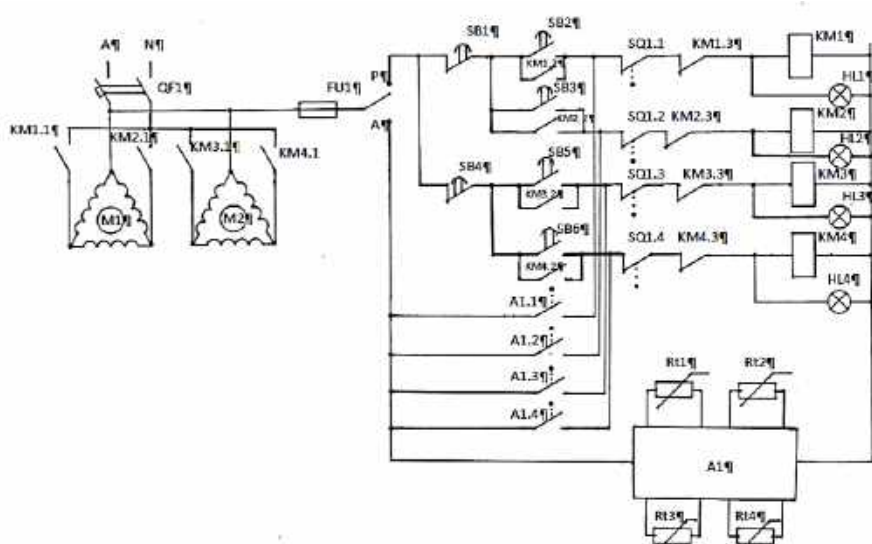 A¶ N¶
QF1¶
KM1.1¶
KM2.1¶
KM3.1¶
KM4.1
M1¶
M2¶
FU1¶
P¶
A¶
SB1¶
SB2¶
KM1.2¶
SQ1.1
KM1.3¶
KM1¶
HL1¶
SB3¶
KM2.2¶
SQ1.2
KM2.3¶
KM2¶
HL2¶
SB4¶
SB5¶
KM3.2¶
SQ1.3
KM3.3¶
KM3¶
HL3¶
SB6¶
KM4.2¶
SQ1.4
KM4.3¶
KM4¶
HL4¶
A1.1¶
A1.2¶
A1.3¶
A1.4¶
Rt1¶
Rt2¶
A1¶
Rt3¶
Rt4¶